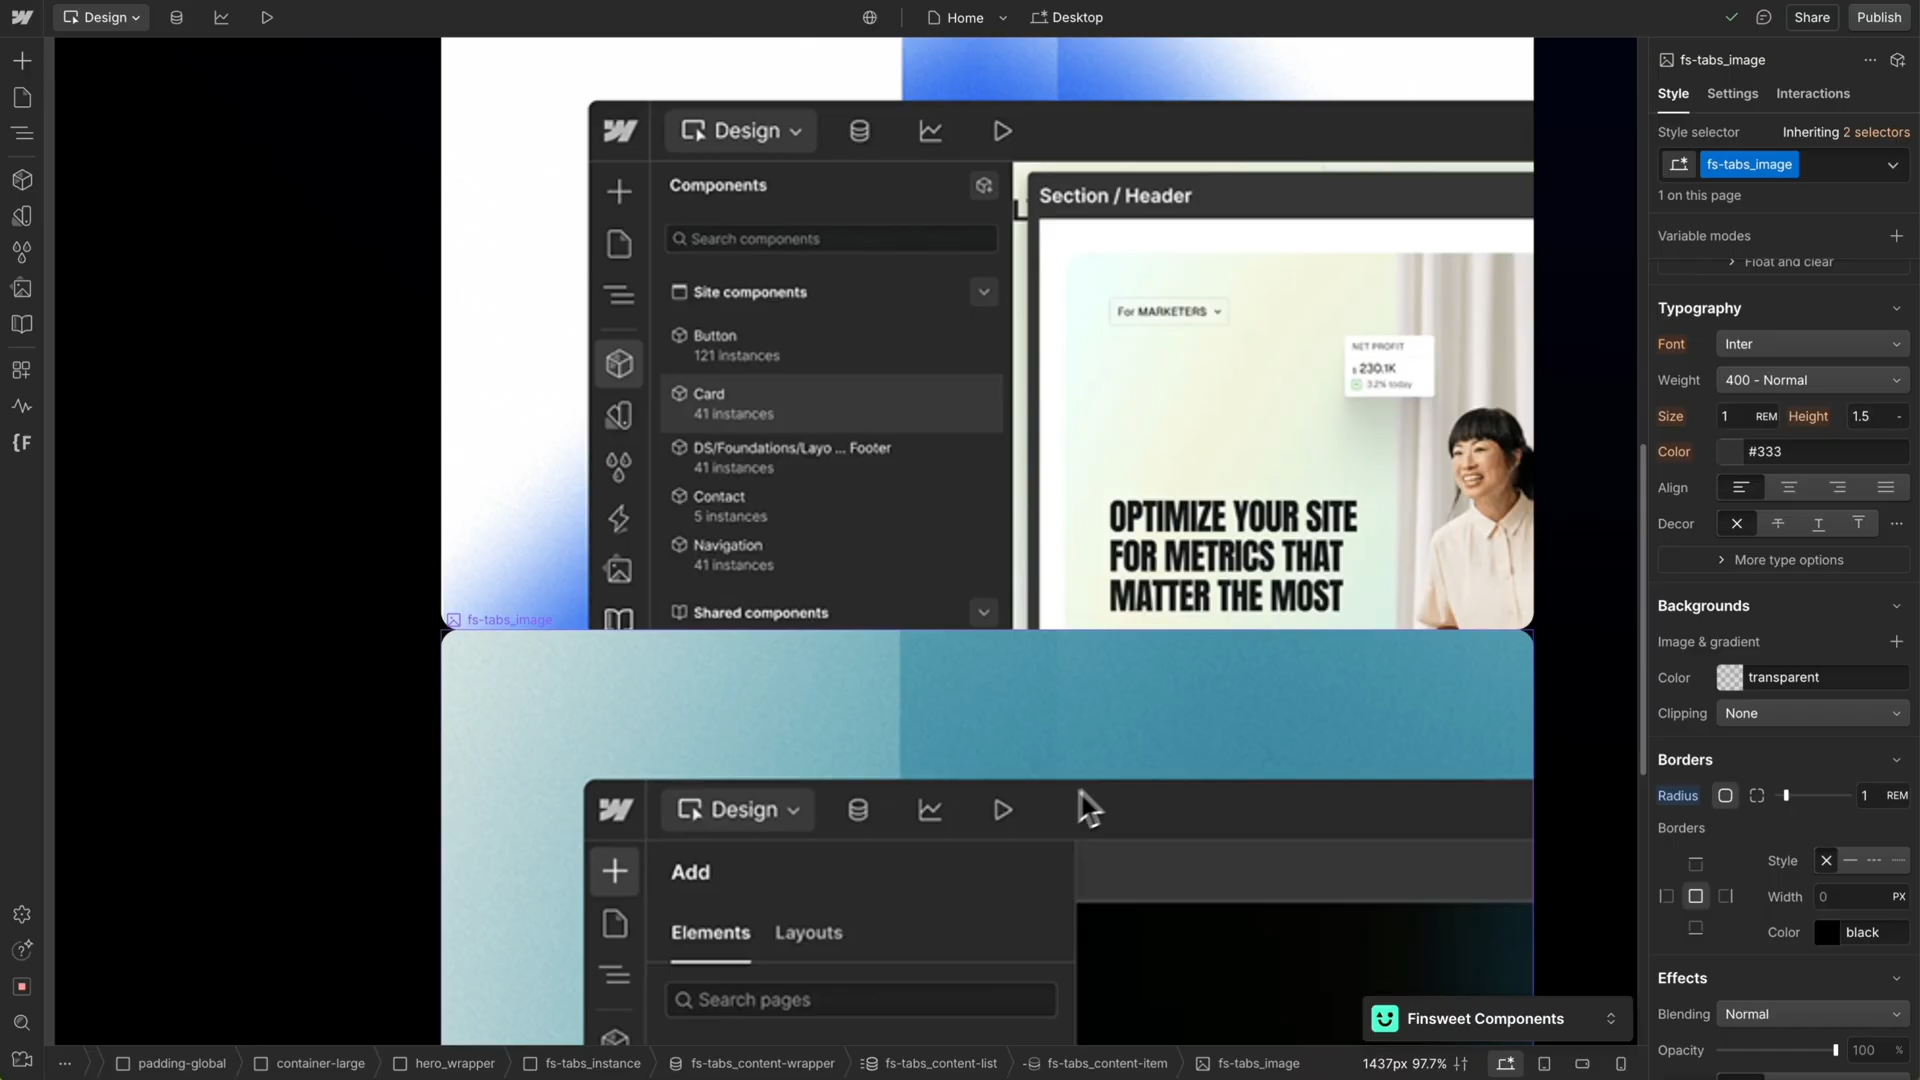 Design
Home
Desktop
Share
Publish
Design
Components
Search components
Site components
Button
121 instances
Card
41 instances
DS/Foundations/Layo ... Footer
41 instances
Contact
5 instances
Navigation
41 instances
Shared components
Section / Header
For MARKETERS
NET PROFIT
$ 230.1K
3.2% today
OPTIMIZE YOUR SITE
FOR METRICS THAT
MATTER THE MOST
fs-tabs_image
Design
Add
Elements Layouts
Search pages
Finsweet Components
fs-tabs_image
Style Settings Interactions
Style selector Inheriting 2 selectors
fs-tabs_image
1 on this page
Variable modes
Float and clear
Typography
Font Inter
Weight 400 - Normal
Size 1 REM Height 1.5 -
Color #333
Align
Decor
More type options
Backgrounds
Image & gradient
Color transparent
Clipping None
Borders
Radius 1 REM
Borders
Style
Width 0 PX
Color black
Effects
Blending Normal
Opacity 100 %
... padding-global container-large hero_wrapper fs-tabs_instance fs-tabs_content-wrapper fs-tabs_content-list fs-tabs_content-item fs-tabs_image 1437px 97.7%